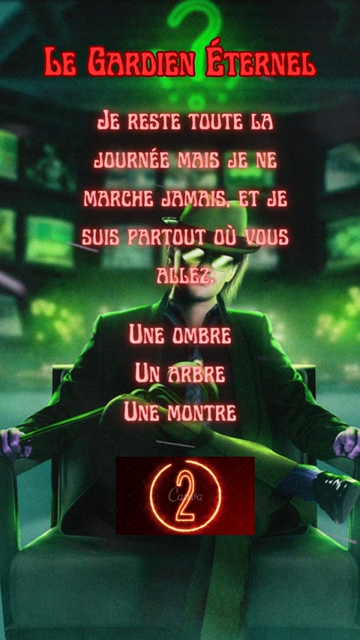 ?
Le Gardien Éternel
Je reste toute la
journée mais je ne
marche jamais, et je
suis partout où vous
allez.
Une ombre
Un arbre
Une montre
2
Canva